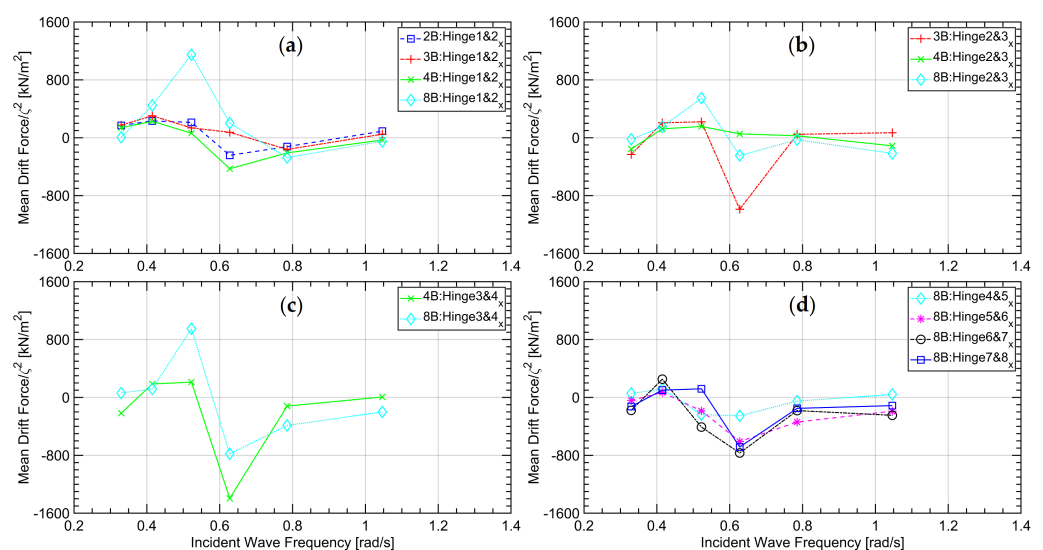 (a)
2B:Hinge1&2x
3B:Hinge1&2x
4B:Hinge1&2x
8B:Hinge1&2x
1600
800
0
-800
-1600
Mean Drift Force/ζ² [kN/m²]
0.2 0.4 0.6 0.8 1 1.2 1.4
(b)
3B:Hinge2&3x
4B:Hinge2&3x
8B:Hinge2&3x
1600
800
0
-800
-1600
Mean Drift Force/ζ² [kN/m²]
0.2 0.4 0.6 0.8 1 1.2 1.4
(c)
4B:Hinge3&4x
8B:Hinge3&4x
1600
800
0
-800
-1600
Mean Drift Force/ζ² [kN/m²]
0.2 0.4 0.6 0.8 1 1.2 1.4
Incident Wave Frequency [rad/s]
(d)
8B:Hinge4&5x
8B:Hinge5&6x
8B:Hinge6&7x
8B:Hinge7&8x
1600
800
0
-800
-1600
Mean Drift Force/ζ² [kN/m²]
0.2 0.4 0.6 0.8 1 1.2 1.4
Incident Wave Frequency [rad/s]